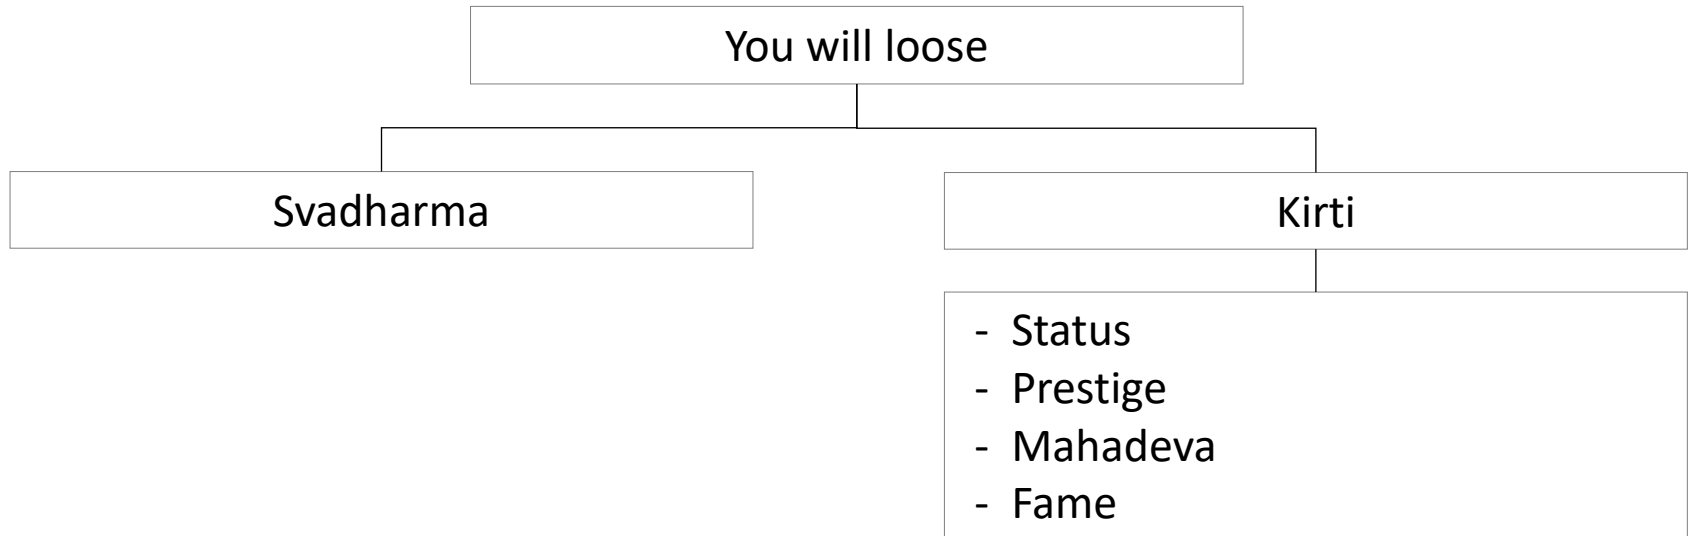 You will loose
Svadharma
Kirti
- Status
- Prestige
- Mahadeva
- Fame